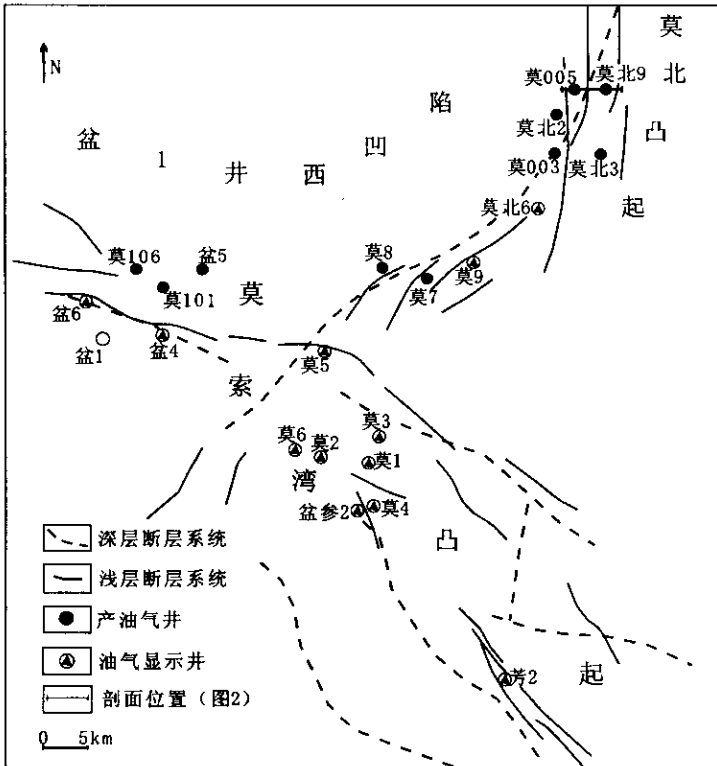 N
莫北凸起
莫005
莫北9
莫北2
莫003
莫北3
盆1井西凹陷
莫北6
莫106
盆5
莫8
莫9
莫101
莫7
盆6
盆1
盆4
莫5
莫索湾凸起
莫6
莫2
莫3
莫1
盆参2
莫4
芳2
深层断层系统
浅层断层系统
产油气井
油气显示井
剖面位置（图2）
0 5km